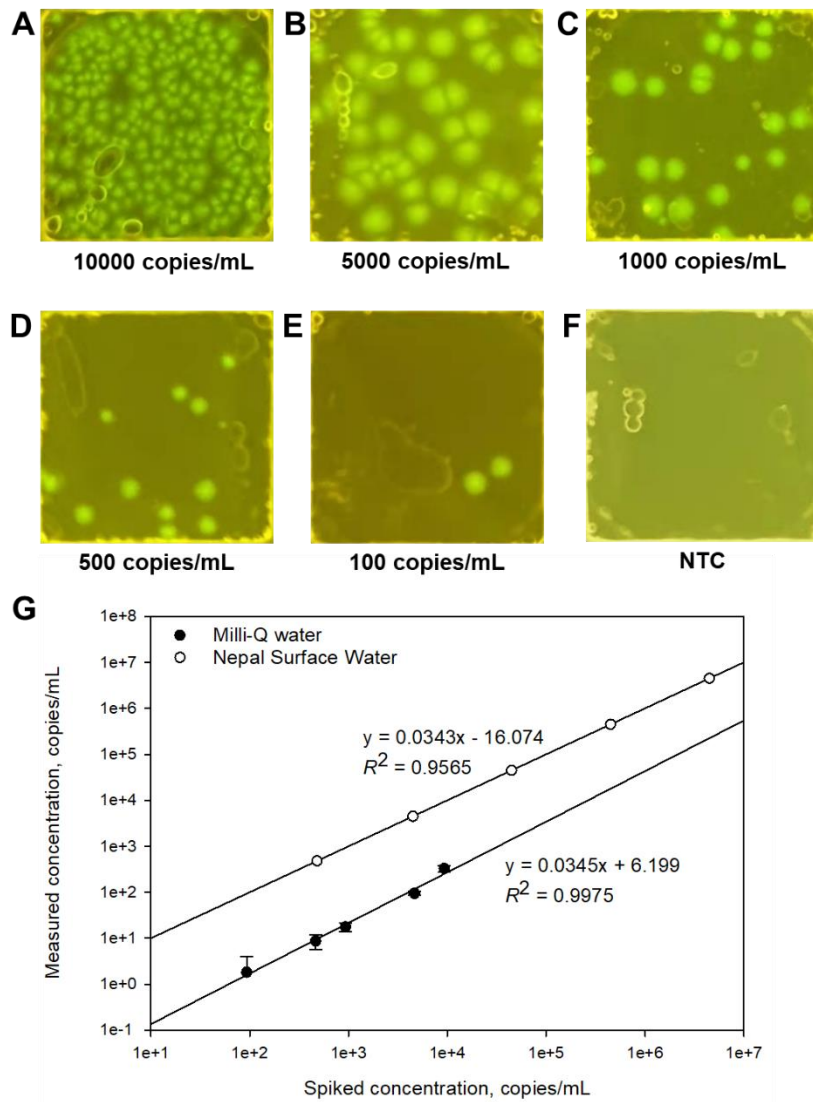 A
B
C
10000 copies/mL
5000 copies/mL
1000 copies/mL
D
E
F
500 copies/mL
100 copies/mL
NTC
G
1e+8
1e+7
1e+6
1e+5
1e+4
1e+3
1e+2
1e+1
1e+0
1e-1
Measured concentration, copies/mL
Milli-Q water
Nepal Surface Water
y = 0.0343x - 16.074
R² = 0.9565
y = 0.0345x + 6.199
R² = 0.9975
1e+1 1e+2 1e+3 1e+4 1e+5 1e+6 1e+7
Spiked concentration, copies/mL